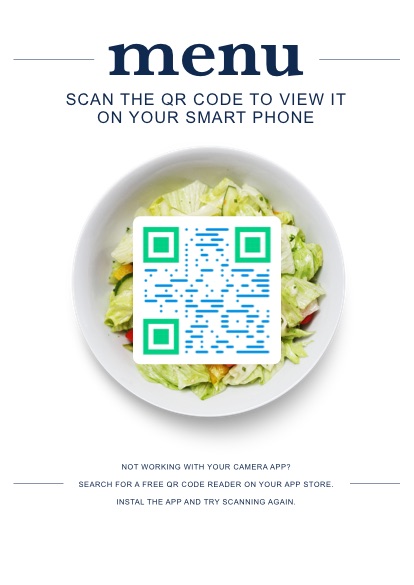 menu
SCAN THE QR CODE TO VIEW IT
ON YOUR SMART PHONE
NOT WORKING WITH YOUR CAMERA APP?
SEARCH FOR A FREE QR CODE READER ON YOUR APP STORE.
INSTAL THE APP AND TRY SCANNING AGAIN.